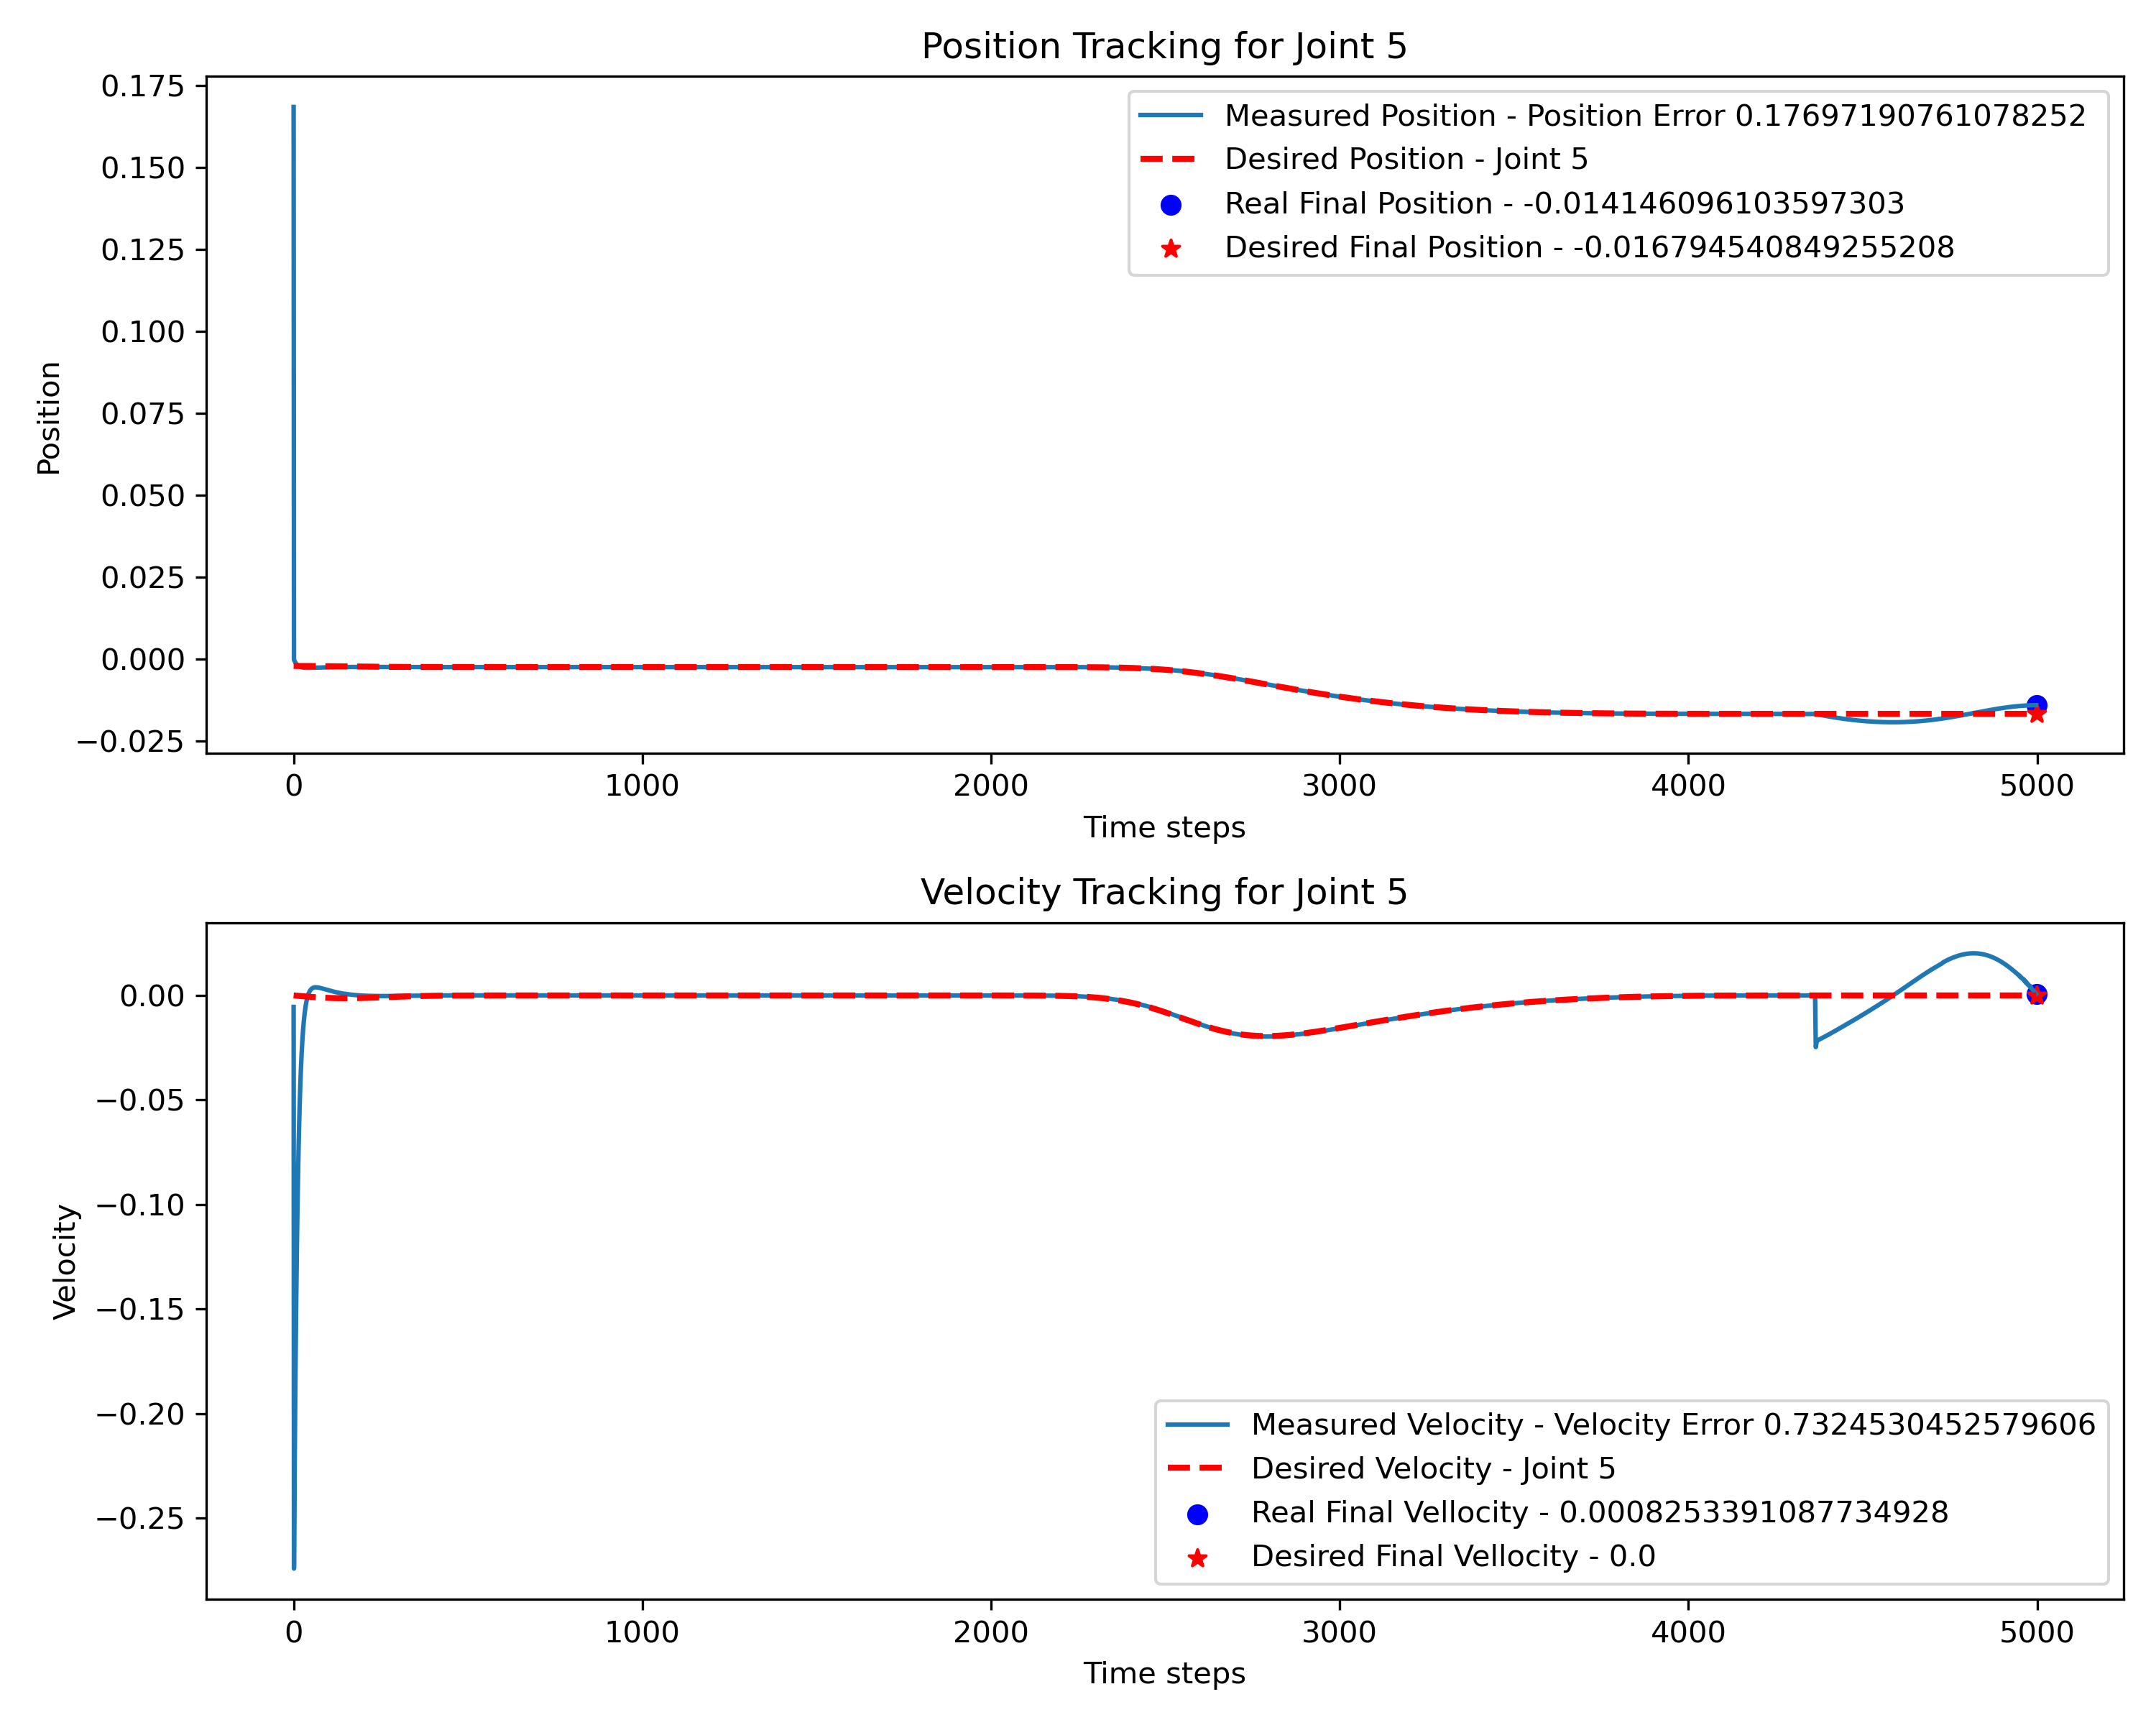 Position Tracking for Joint 5
0.175
0.150
0.125
0.100
0.075
0.050
0.025
0.000
−0.025
Position
Measured Position - Position Error 0.17697190761078252
Desired Position - Joint 5
Real Final Position - -0.014146096103597303
Desired Final Position - -0.016794540849255208
0 1000 2000 3000 4000 5000
Time steps
Velocity Tracking for Joint 5
0.00
−0.05
−0.10
−0.15
−0.20
−0.25
Velocity
Measured Velocity - Velocity Error 0.7324530452579606
Desired Velocity - Joint 5
Real Final Vellocity - 0.0008253391087734928
Desired Final Vellocity - 0.0
0 1000 2000 3000 4000 5000
Time steps